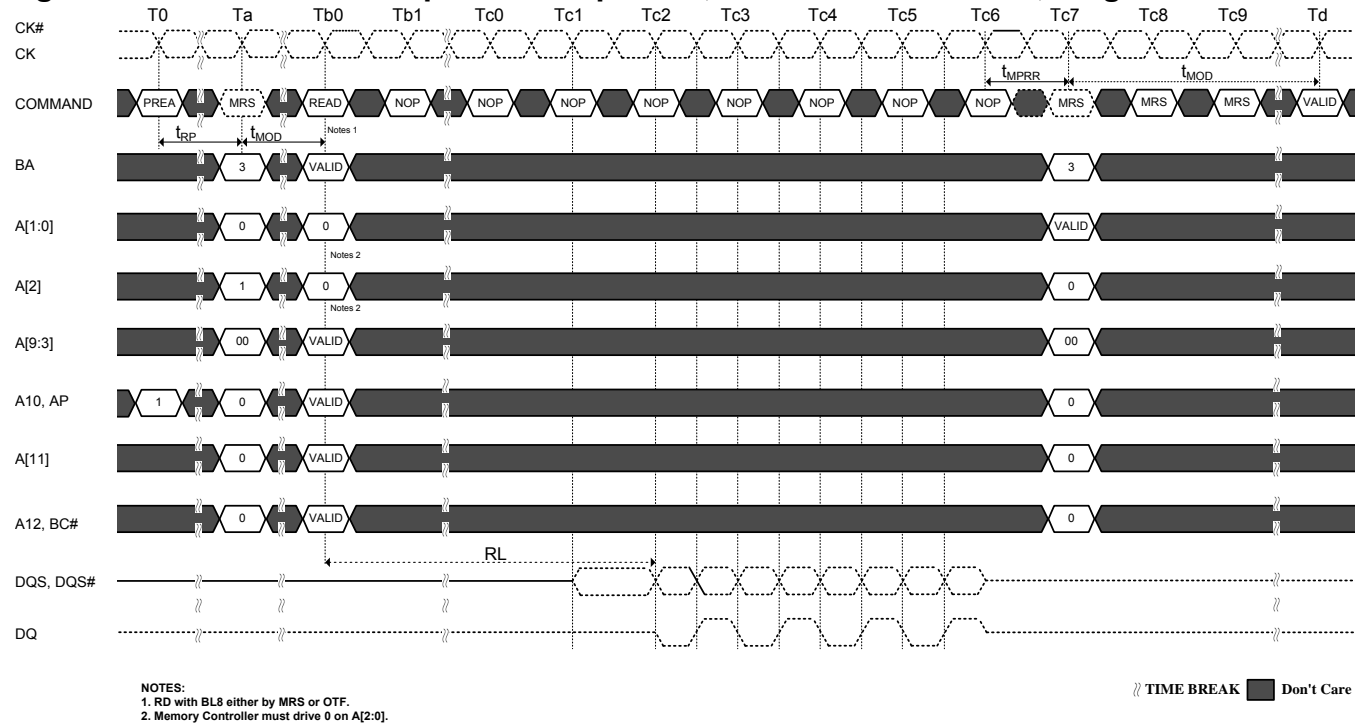 T0 Ta Tb0 Tb1 Tc0 Tc1 Tc2 Tc3 Tc4 Tc5 Tc6 Tc7 Tc8 Tc9 Td
CK#
CK
tMPRR tMOD
COMMAND PREA MRS READ NOP NOP NOP NOP NOP NOP NOP NOP MRS MRS MRS VALID
tRP tMOD Notes 1
BA 3 VALID 3
A[1:0] 0 0 VALID
Notes 2
A[2] 1 0 0
Notes 2
A[9:3] 00 VALID 00
A10, AP 1 0 VALID 0
A[11] 0 VALID 0
A12, BC# 0 VALID 0
RL
DQS, DQS#
DQ
NOTES:
1. RD with BL8 either by MRS or OTF.
2. Memory Controller must drive 0 on A[2:0].
TIME BREAK Don't Care